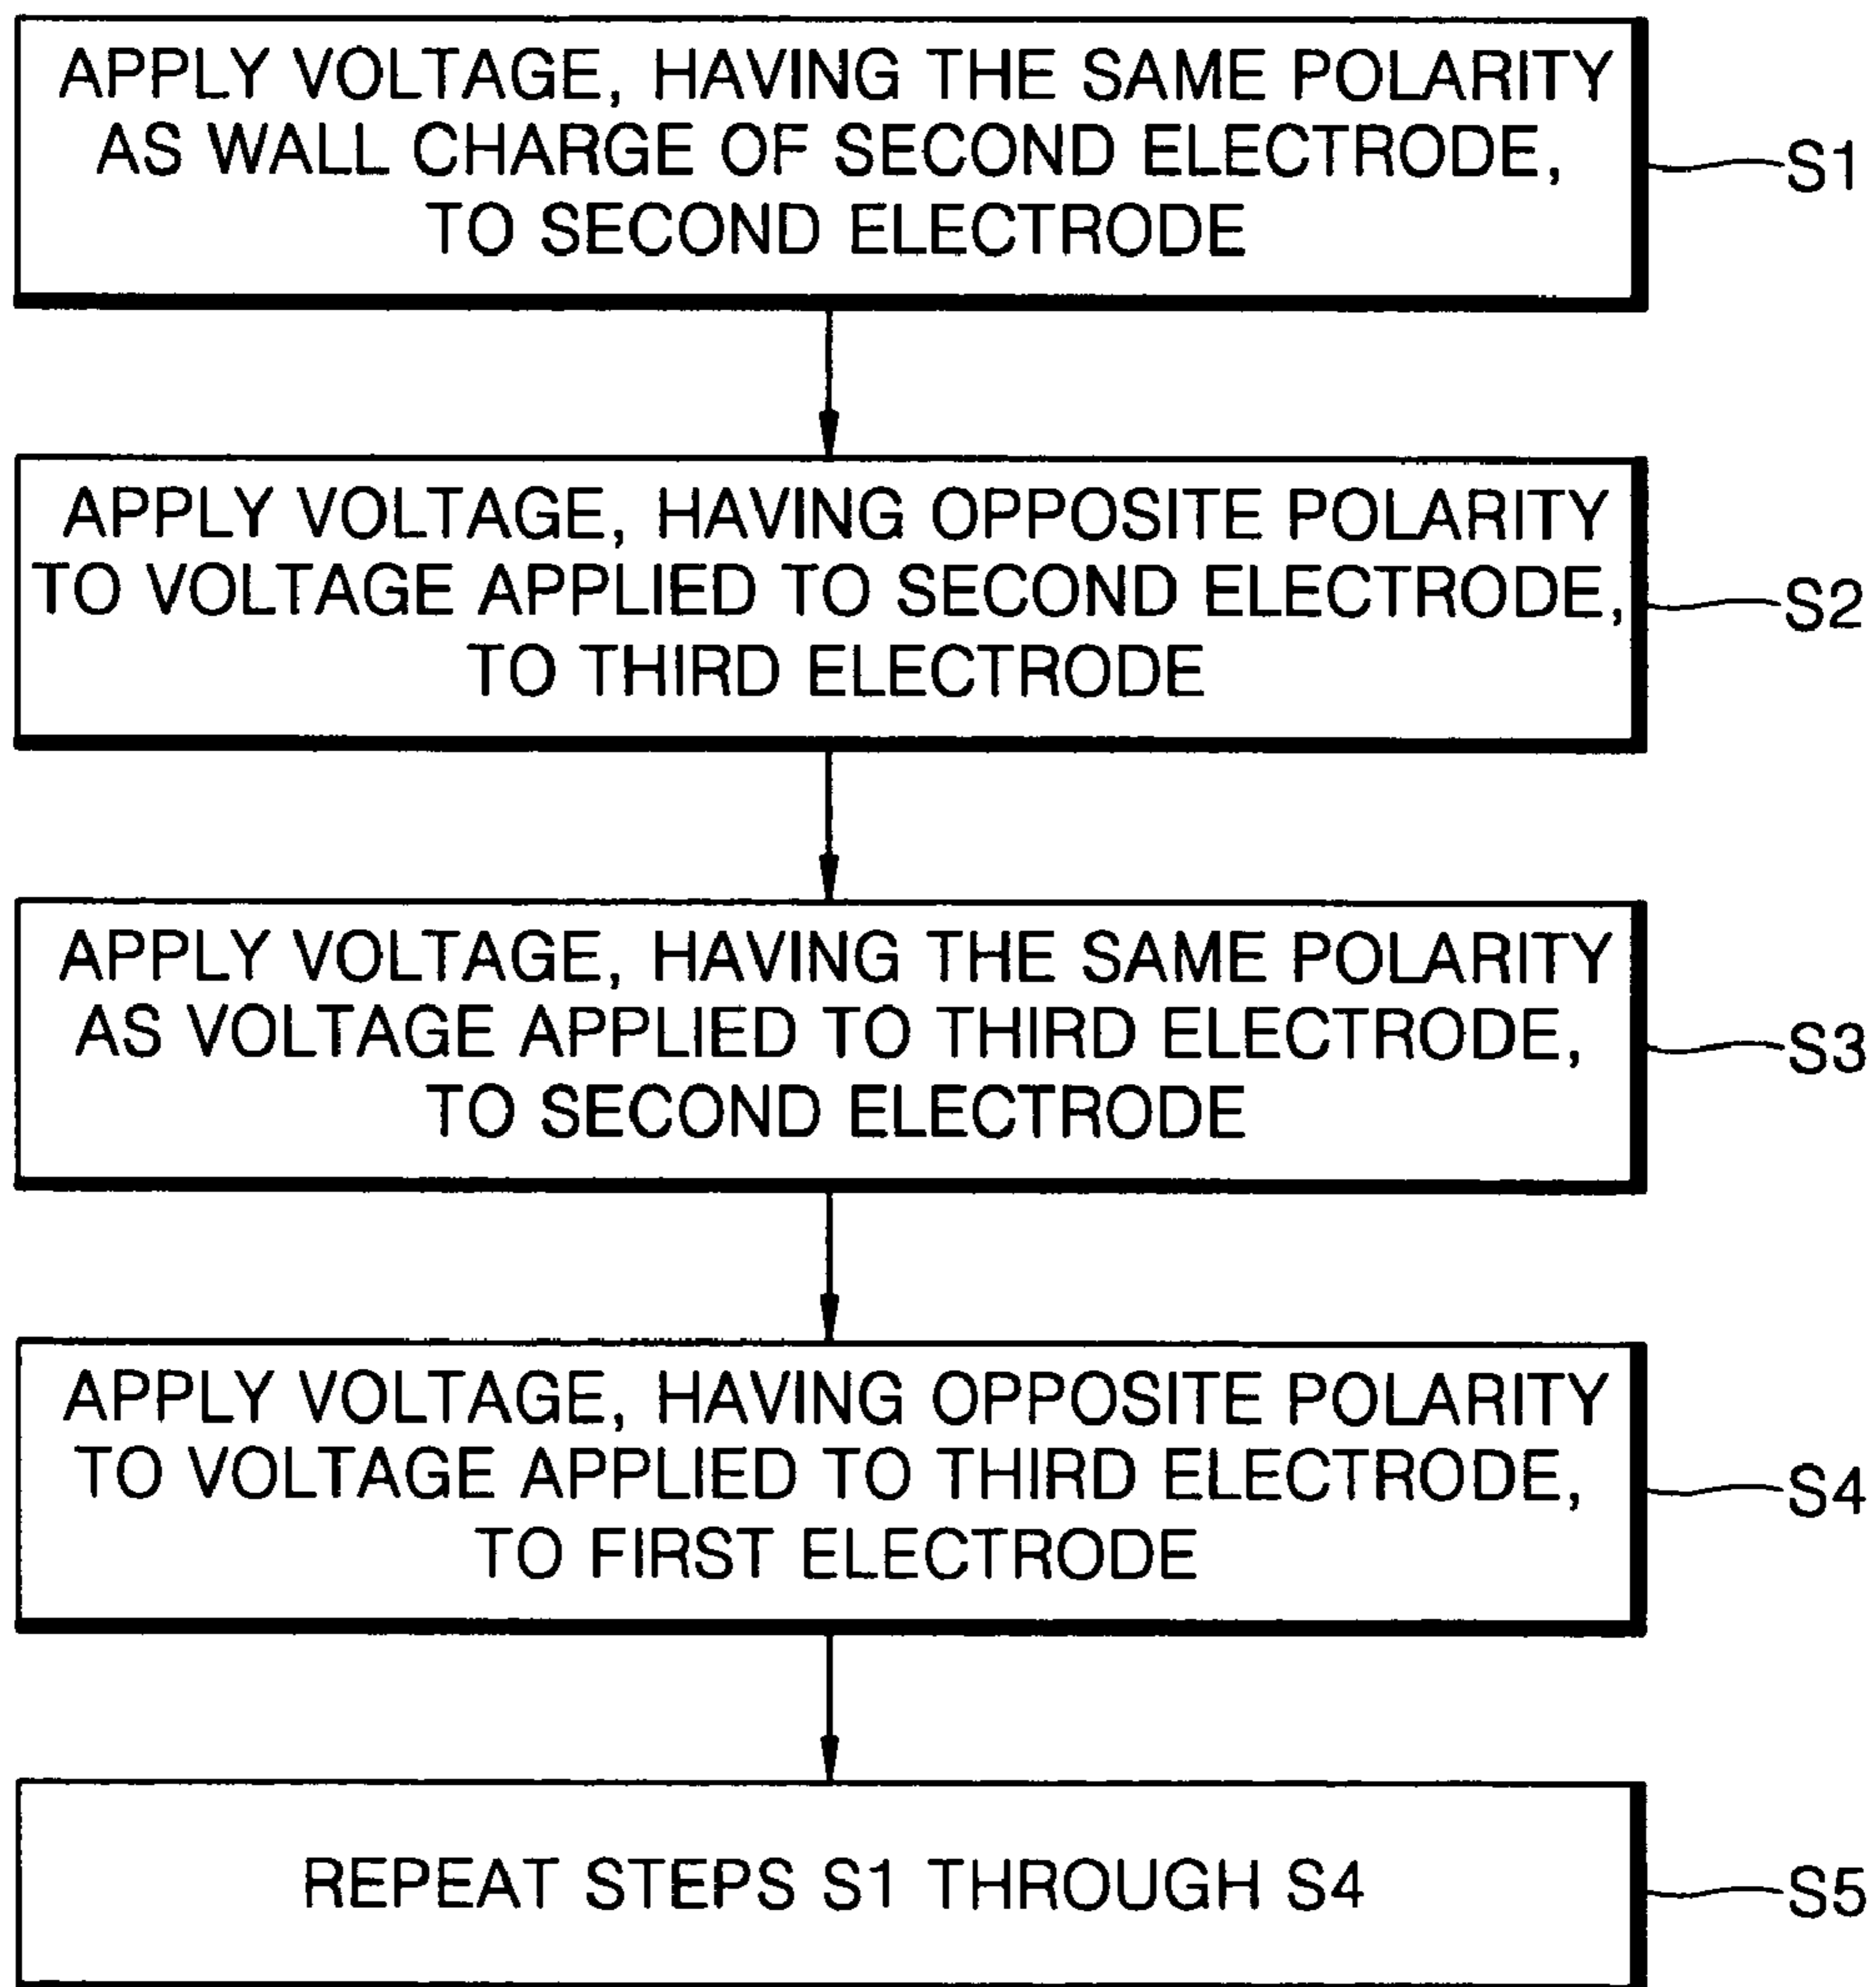 APPLY VOLTAGE, HAVING THE SAME POLARITY
AS WALL CHARGE OF SECOND ELECTRODE,
TO SECOND ELECTRODE
S1
APPLY VOLTAGE, HAVING OPPOSITE POLARITY
TO VOLTAGE APPLIED TO SECOND ELECTRODE,
TO THIRD ELECTRODE
S2
APPLY VOLTAGE, HAVING THE SAME POLARITY
AS VOLTAGE APPLIED TO THIRD ELECTRODE,
TO SECOND ELECTRODE
S3
APPLY VOLTAGE, HAVING OPPOSITE POLARITY
TO VOLTAGE APPLIED TO THIRD ELECTRODE,
TO FIRST ELECTRODE
S4
REPEAT STEPS S1 THROUGH S4
S5